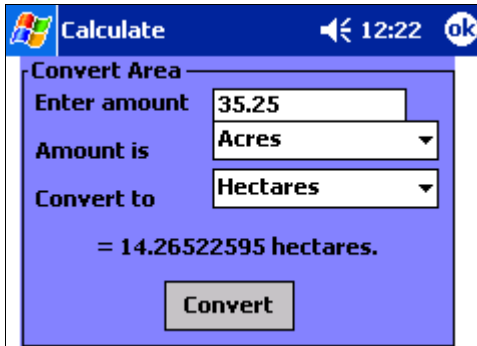 Calculate 12:22 ok
Convert Area
Enter amount 35.25
Amount is Acres
Convert to Hectares
= 14.26522595 hectares.
Convert